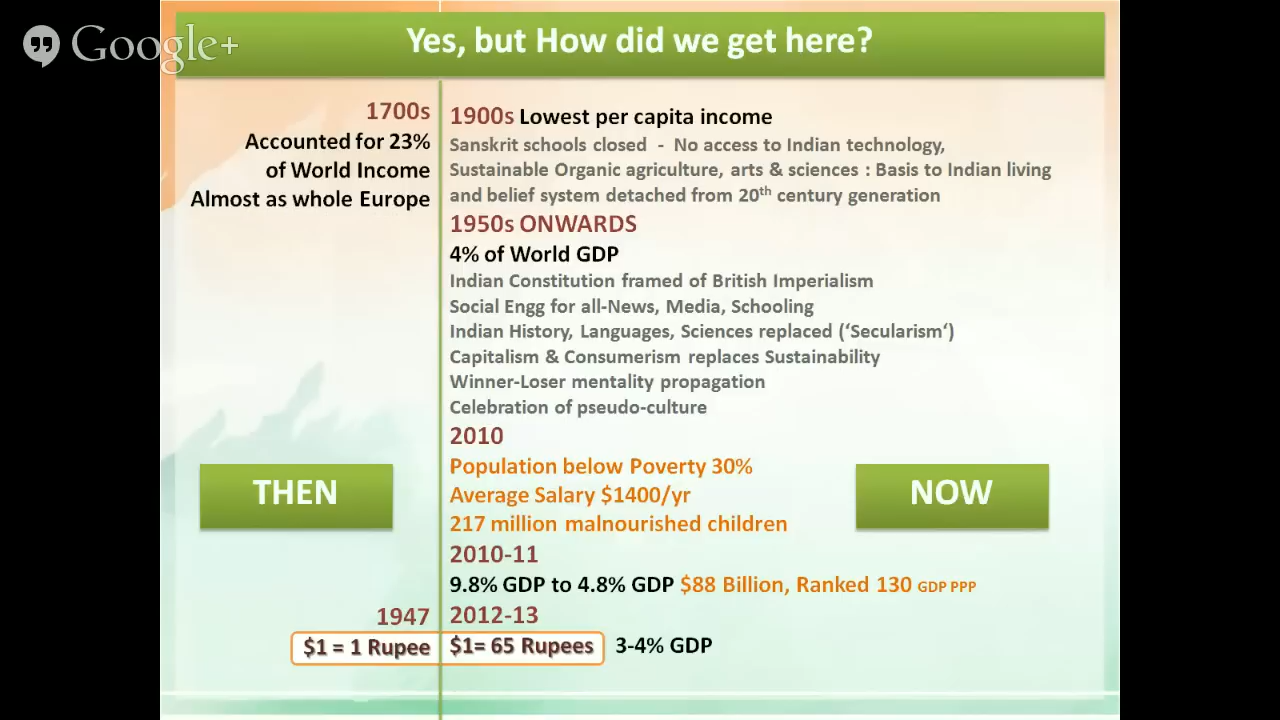 Google+
Yes, but How did we get here?
1700s
Accounted for 23%
of World Income
Almost as whole Europe
1900s Lowest per capita income
Sanskrit schools closed - No access to Indian technology,
Sustainable Organic agriculture, arts & sciences : Basis to Indian living
and belief system detached from 20th century generation
1950s ONWARDS
4% of World GDP
Indian Constitution framed of British Imperialism
Social Engg for all-News, Media, Schooling
Indian History, Languages, Sciences replaced (‘Secularism‘)
Capitalism & Consumerism replaces Sustainability
Winner-Loser mentality propagation
Celebration of pseudo-culture
2010
Population below Poverty 30%
Average Salary $1400/yr
217 million malnourished children
THEN
NOW
2010-11
9.8% GDP to 4.8% GDP $88 Billion, Ranked 130 GDP PPP
1947
2012-13
$1 = 1 Rupee
$1= 65 Rupees
3-4% GDP